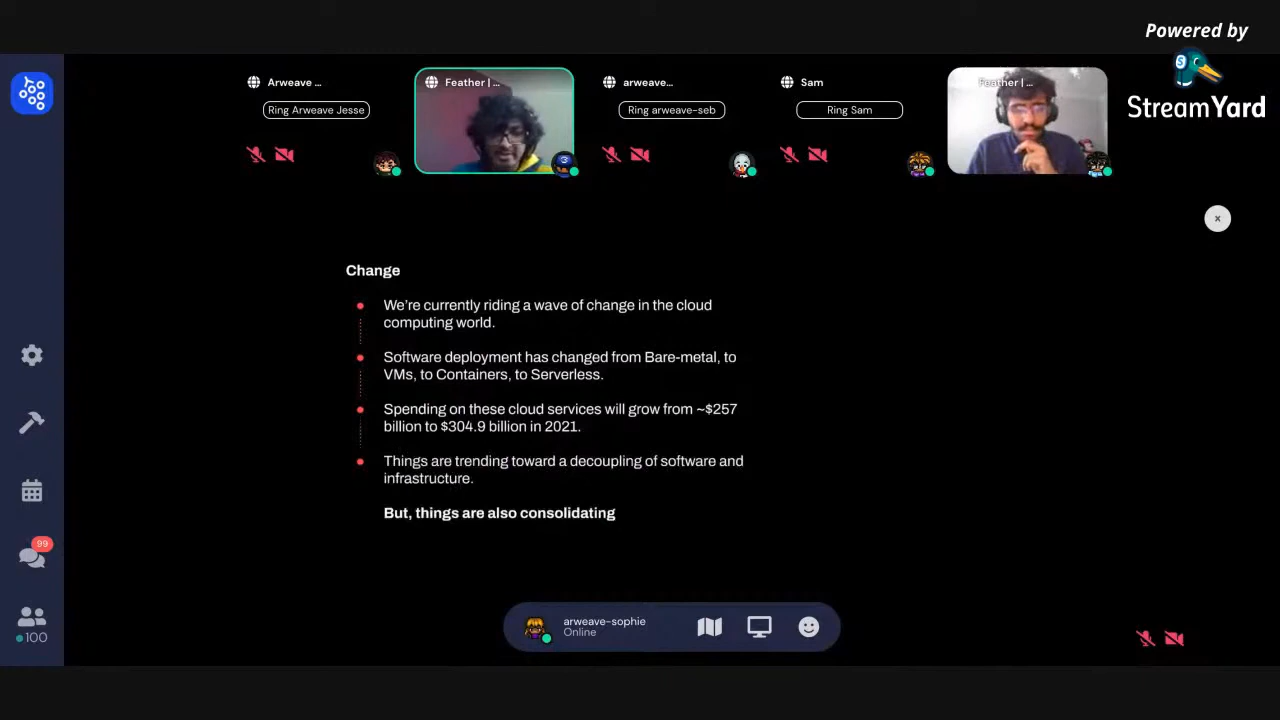 Powered by
StreamYard
Arweave ...
Feather | ...
arweave...
Sam
Feather | ...
Ring Arweave Jesse
Ring arweave-seb
Ring Sam
×
Change
We're currently riding a wave of change in the cloud
computing world.
Software deployment has changed from Bare-metal, to
VMs, to Containers, to Serverless.
Spending on these cloud services will grow from ~$257
billion to $304.9 billion in 2021.
Things are trending toward a decoupling of software and
infrastructure.
But, things are also consolidating
99
100
arweave-sophie
Online